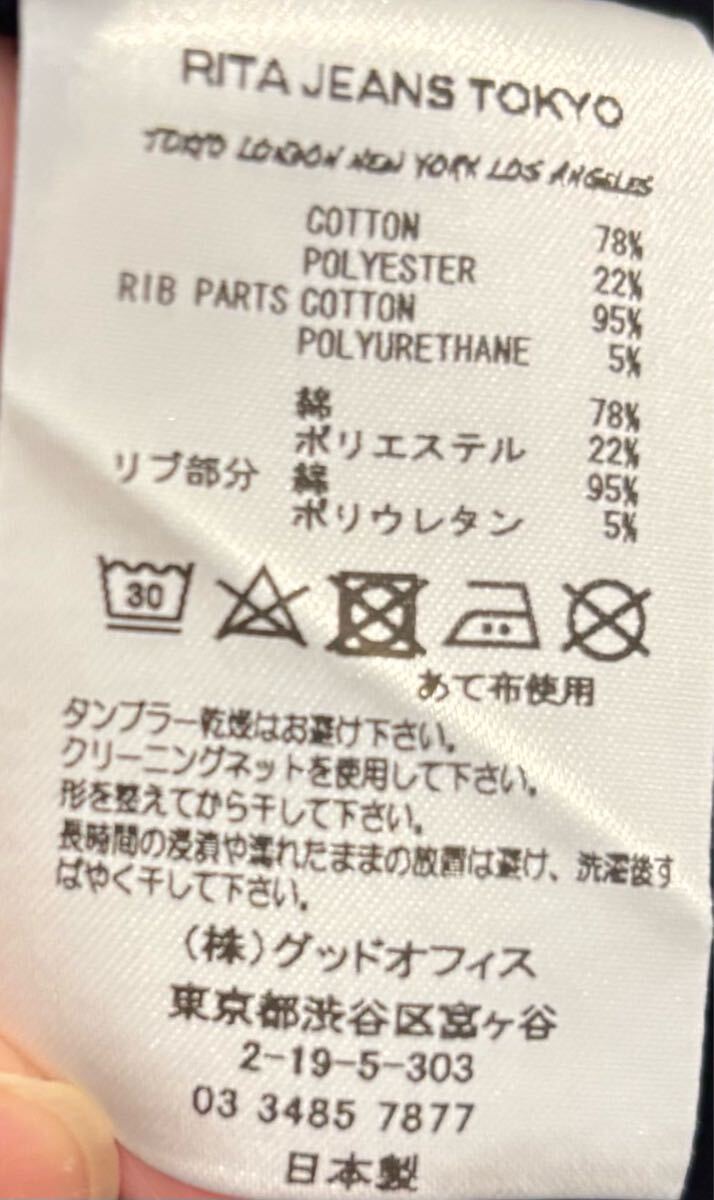 RITA JEANS TOKYO
TOKYO LONDON NEW YORK LOS ANGELES
COTTON 78%
POLYESTER 22%
RIB PARTS COTTON 95%
POLYURETHANE 5%
綿 78%
ポリエステル 22%
リブ部分 綿 95%
ポリウレタン 5%
30
あて布使用
タンブラー乾燥はお避け下さい。
クリーニングネットを使用して下さい。
形を整えてから干して下さい。
長時間の浸漬や濡れたままの放置は避け、洗濯後す
ばやく干して下さい。
(株)グッドオフィス
東京都渋谷区富ヶ谷
2-19-5-303
03 3485 7877
日本製